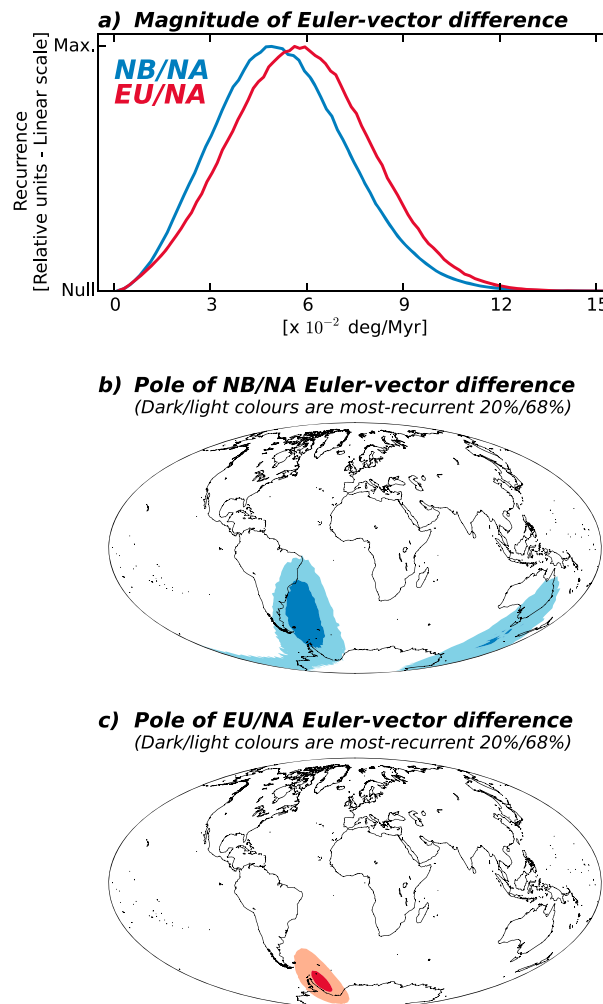 a) Magnitude of Euler-vector difference
Max.
NB/NA
EU/NA
Recurrence
[Relative units - Linear scale]
Null
0 3 6 9 12 15
[x 10⁻² deg/Myr]
b) Pole of NB/NA Euler-vector difference
(Dark/light colours are most-recurrent 20%/68%)
c) Pole of EU/NA Euler-vector difference
(Dark/light colours are most-recurrent 20%/68%)